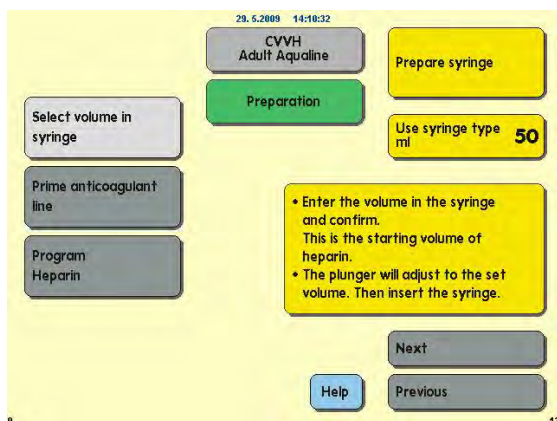 29. 5.2009 14:10:32
CVVH
Adult Aqualine
Prepare syringe
Preparation
Select volume in
syringe
Use syringe type
ml 50
Prime anticoagulant
line
• Enter the volume in the syringe
and confirm.
This is the starting volume of
heparin.
• The plunger will adjust to the set
volume. Then insert the syringe.
Program
Heparin
Next
Help
Previous